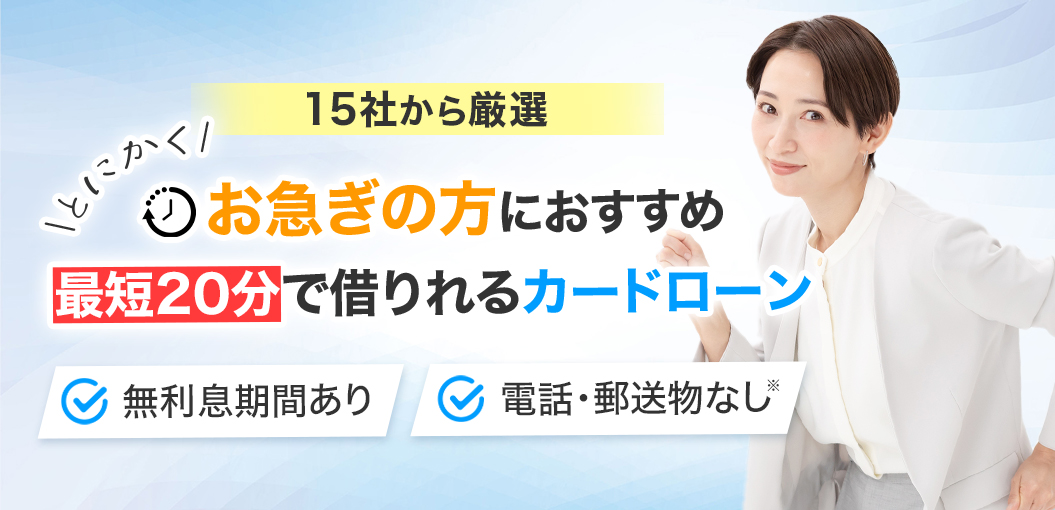 15社から厳選
\とにかく/
お急ぎの方におすすめ
最短20分で借りれるカードローン
無利息期間あり
電話・郵送物なし※